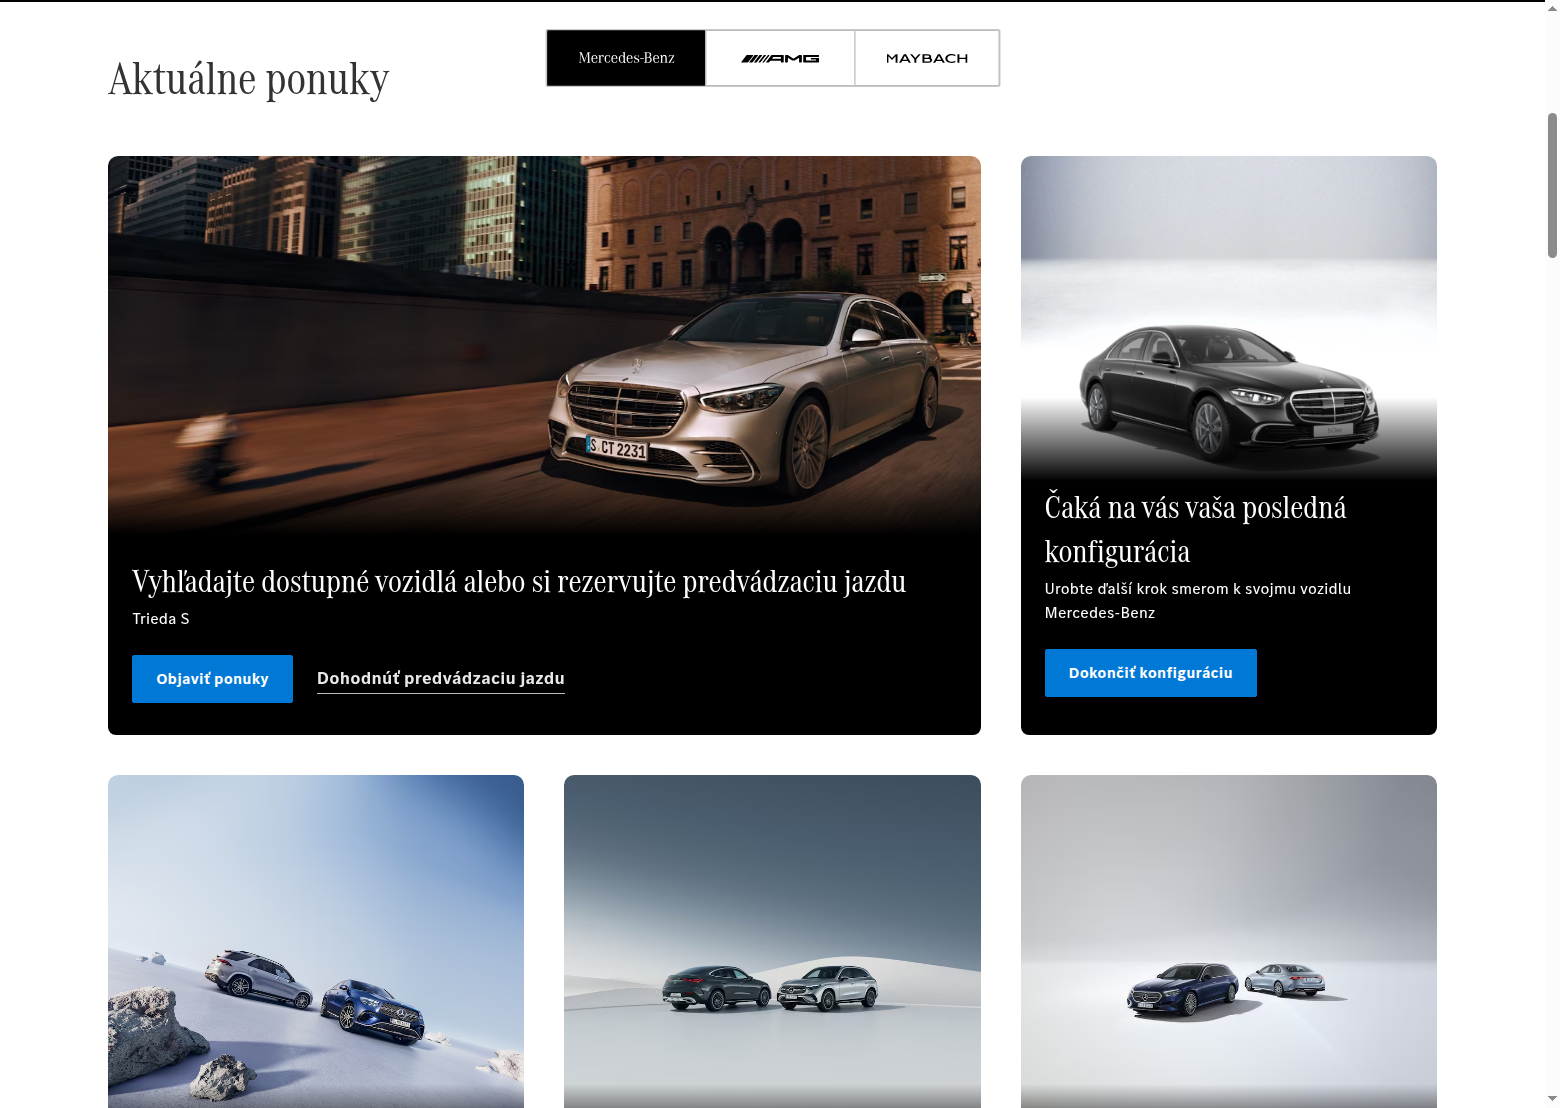 Aktuálne ponuky
Mercedes-Benz
AMG
MAYBACH
S CT 2231
Vyhľadajte dostupné vozidlá alebo si rezervujte predvádzaciu jazdu
Trieda S
Objaviť ponuky
Dohodnúť predvádzaciu jazdu
Čaká na vás vaša posledná
konfigurácia
Urobte ďalší krok smerom k svojmu vozidlu
Mercedes-Benz
Dokončiť konfiguráciu